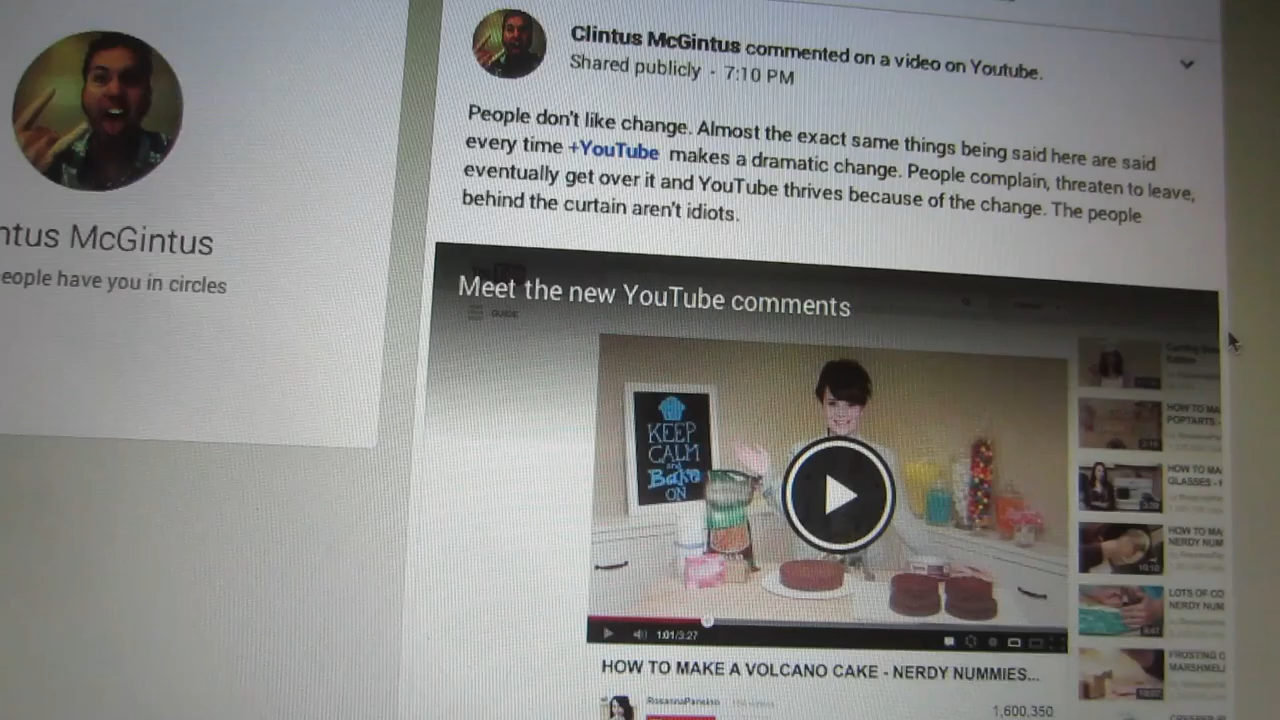 Clintus McGintus commented on a video on Youtube.
Shared publicly - 7:10 PM
People don't like change. Almost the exact same things being said here are said
every time +YouTube makes a dramatic change. People complain, threaten to leave,
eventually get over it and YouTube thrives because of the change. The people
behind the curtain aren't idiots.
ntus McGintus
eople have you in circles
Meet the new YouTube comments
GUIDE
KEEP
CALM
and
Bake
ON
HOW TO MA
POPTARTS -
HOW TO MA
GLASSES - H
HOW TO MA
NERDY NUM
10:10
LOTS OF CO
NERDY NUM
FROSTING C
MARSHMEL
1:01/3:27
HOW TO MAKE A VOLCANO CAKE - NERDY NUMMIES...
RosannaPansino
1,600,350